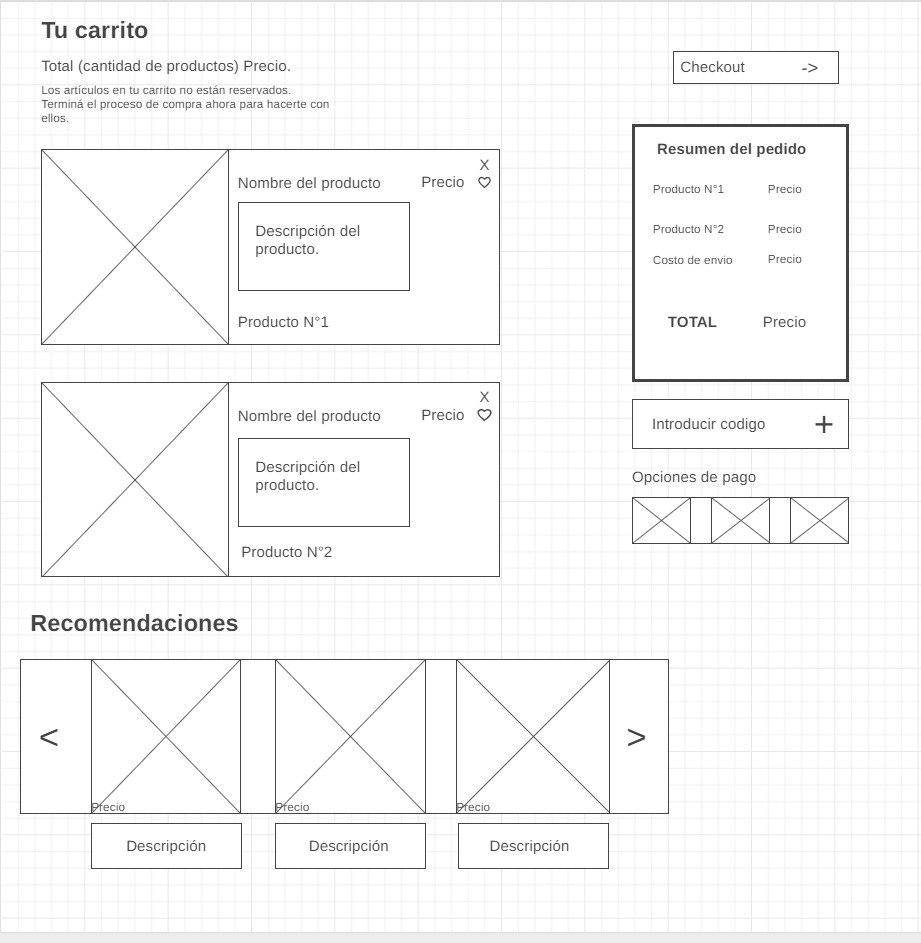 Tu carrito
Total (cantidad de productos) Precio.
Los artículos en tu carrito no están reservados.
Terminá el proceso de compra ahora para hacerte con
ellos.
Checkout ->
X
Nombre del producto Precio
Descripción del
producto.
Producto N°1
X
Nombre del producto Precio
Descripción del
producto.
Producto N°2
Resumen del pedido
Producto N°1 Precio
Producto N°2 Precio
Costo de envio Precio
TOTAL Precio
Introducir codigo +
Opciones de pago
Recomendaciones
< >
Precio Precio Precio
Descripción Descripción Descripción